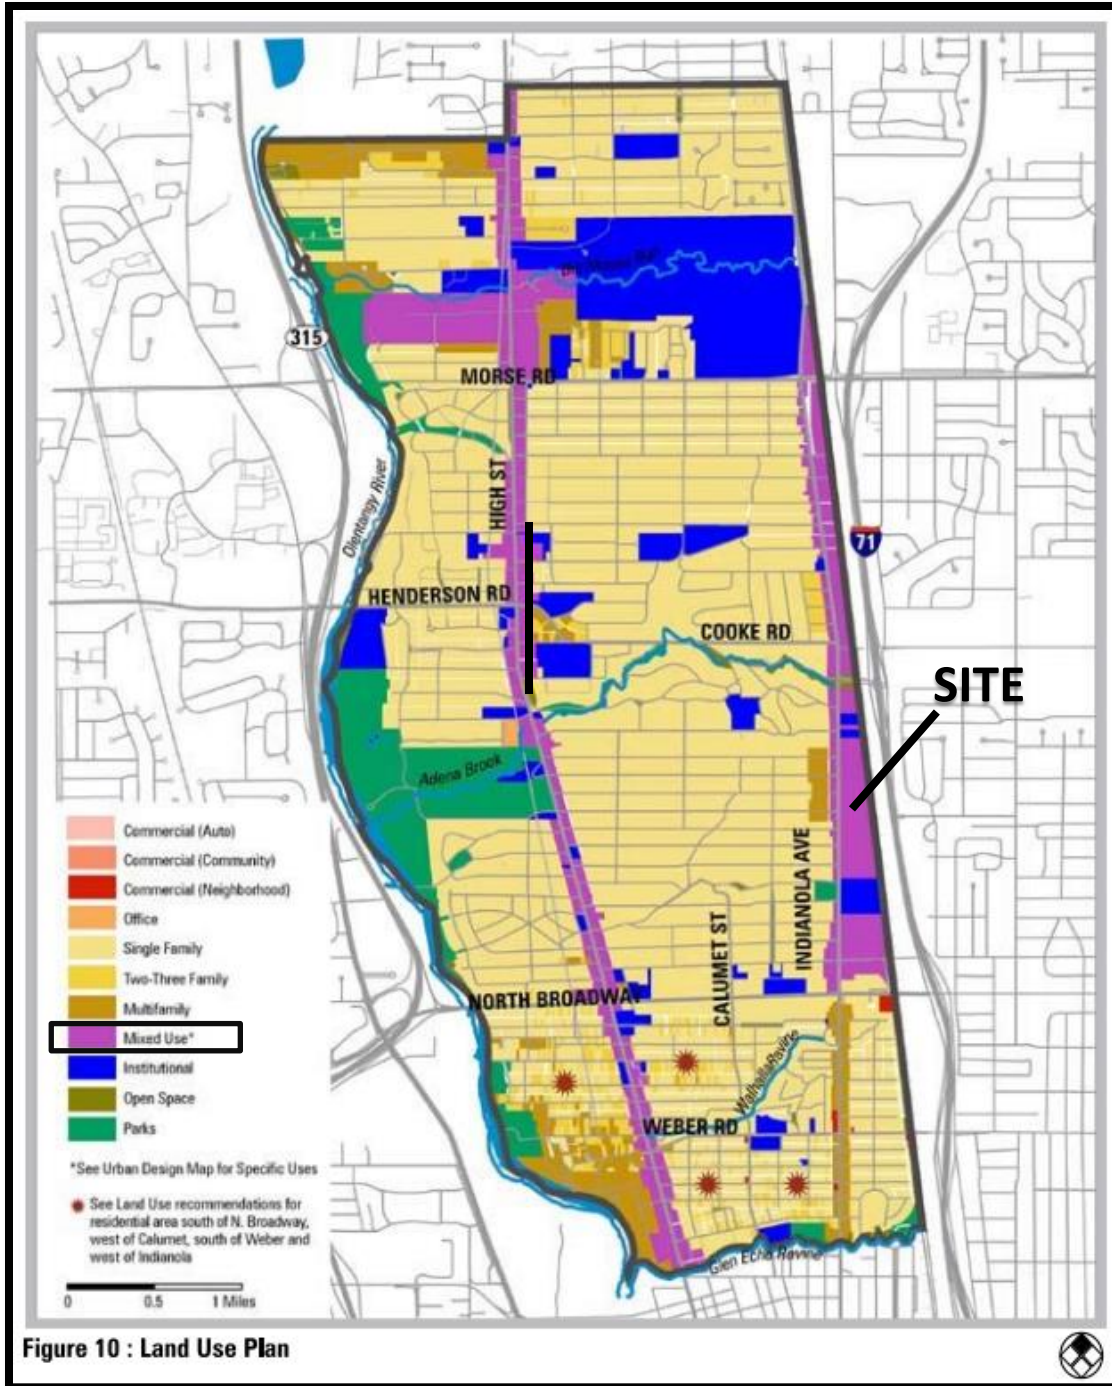 Big Moose Run
315
MORSE RD
HIGH ST
Olentangy River
71
HENDERSON RD
COOKE RD
SITE
Adena Brook
Commercial (Auto)
Commercial (Community)
Commercial (Neighborhood)
Office
Single Family
Two-Three Family
Multifamily
Mixed Use*
Institutional
Open Space
Parks
INDIANOLA AVE
CALUMET ST
NORTH BROADWAY
Walhalla Ravine
WEBER RD
*See Urban Design Map for Specific Uses
See Land Use recommendations for
residential area south of N. Broadway,
west of Calumet, south of Weber and
west of Indianola
Glen Echo Ravine
0 0.5 1 Miles
Figure 10 : Land Use Plan